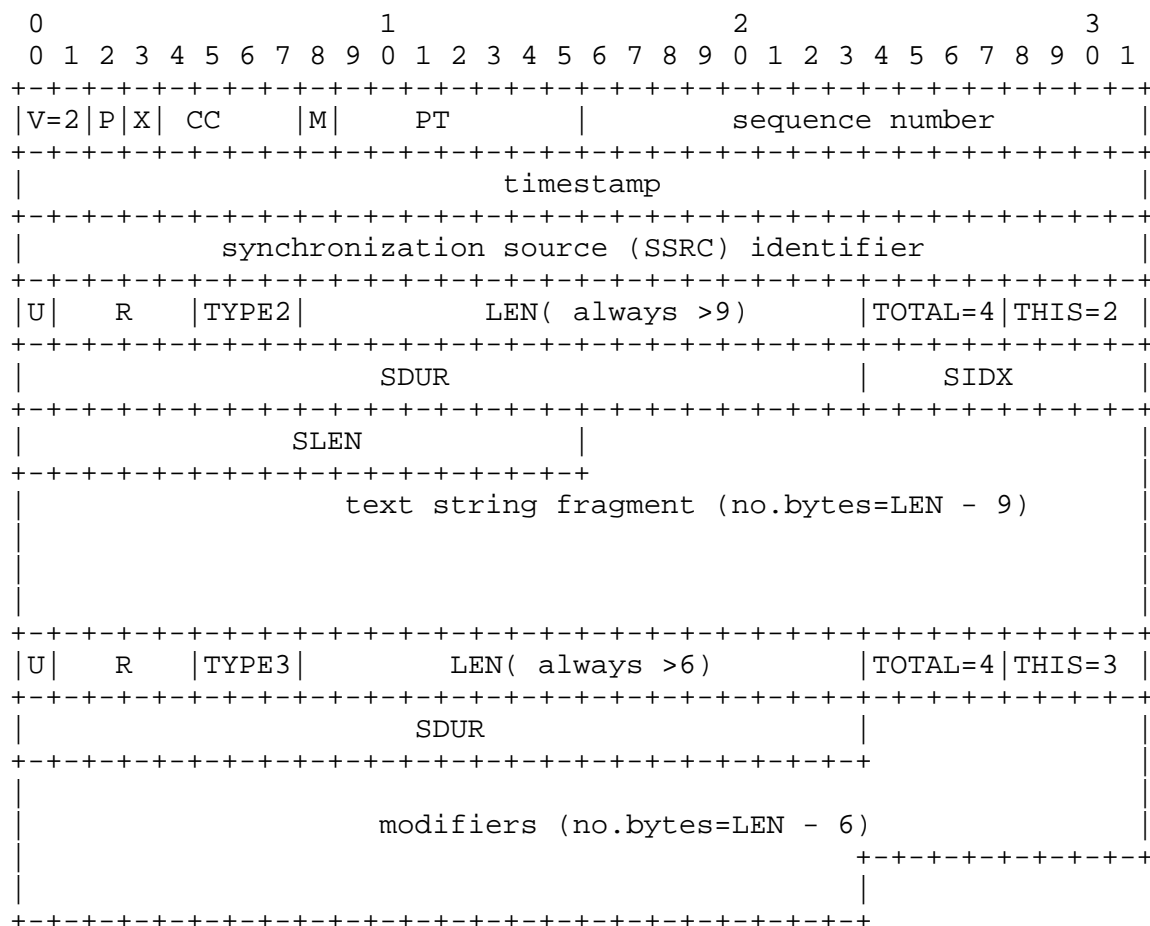 0                   1                   2                   3
 0 1 2 3 4 5 6 7 8 9 0 1 2 3 4 5 6 7 8 9 0 1 2 3 4 5 6 7 8 9 0 1
+-+-+-+-+-+-+-+-+-+-+-+-+-+-+-+-+-+-+-+-+-+-+-+-+-+-+-+-+-+-+-+-+
|V=2|P|X| CC    |M|    PT       |        sequence number        |
+-+-+-+-+-+-+-+-+-+-+-+-+-+-+-+-+-+-+-+-+-+-+-+-+-+-+-+-+-+-+-+-+
|                           timestamp                           |
+-+-+-+-+-+-+-+-+-+-+-+-+-+-+-+-+-+-+-+-+-+-+-+-+-+-+-+-+-+-+-+-+
|           synchronization source (SSRC) identifier            |
+-+-+-+-+-+-+-+-+-+-+-+-+-+-+-+-+-+-+-+-+-+-+-+-+-+-+-+-+-+-+-+-+
|U|   R   |TYPE2|          LEN( always >9)      |TOTAL=4|THIS=2 |
+-+-+-+-+-+-+-+-+-+-+-+-+-+-+-+-+-+-+-+-+-+-+-+-+-+-+-+-+-+-+-+-+
|                    SDUR                       |    SIDX       |
+-+-+-+-+-+-+-+-+-+-+-+-+-+-+-+-+-+-+-+-+-+-+-+-+-+-+-+-+-+-+-+-+
|               SLEN            |                               |
+-+-+-+-+-+-+-+-+-+-+-+-+-+-+-+-+                               |
|                  text string fragment (no.bytes=LEN - 9)      |
|                                                               |
|                                                               |
|                                                               |
+-+-+-+-+-+-+-+-+-+-+-+-+-+-+-+-+-+-+-+-+-+-+-+-+-+-+-+-+-+-+-+-+
|U|   R   |TYPE3|        LEN( always >6)        |TOTAL=4|THIS=3 |
+-+-+-+-+-+-+-+-+-+-+-+-+-+-+-+-+-+-+-+-+-+-+-+-+-+-+-+-+-+-+-+-+
|                      SDUR                     |               |
+-+-+-+-+-+-+-+-+-+-+-+-+-+-+-+-+-+-+-+-+-+-+-+-+               |
|                                                               |
|                    modifiers (no.bytes=LEN - 6)               |
|                                               +-+-+-+-+-+-+-+-+
|                                               |
+-+-+-+-+-+-+-+-+-+-+-+-+-+-+-+-+-+-+-+-+-+-+-+-+